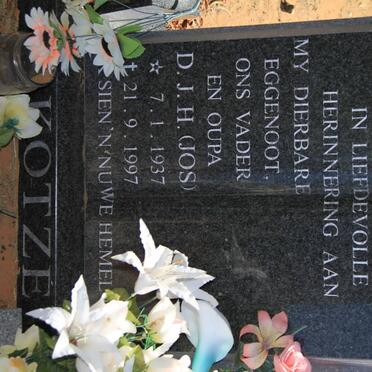 IN LIEFDEVOLLE
HERINNERING AAN
MY DIERBARE
EGGENOOT,
ONS VADER
EN OUPA
D.J.H. (JOS)
☆ 7.1.1937
† 21.9.1997
SIEN 'N NUWE HEMEL
KOTZE